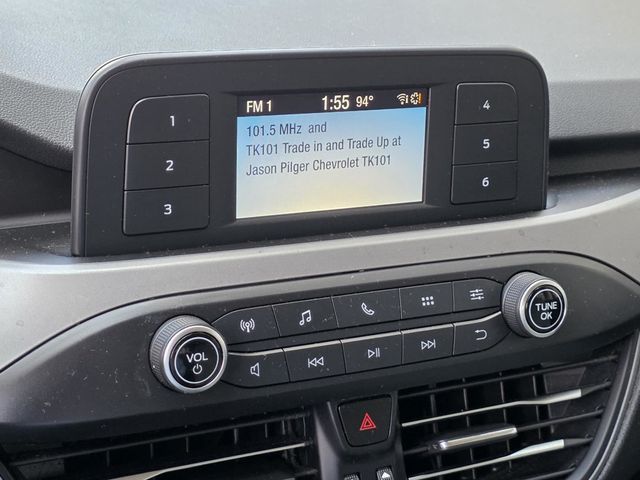 FM 1 1:55 94°
101.5 MHz and
TK101 Trade in and Trade Up at
Jason Pilger Chevrolet TK101
1
2
3
4
5
6
VOL
TUNE
OK